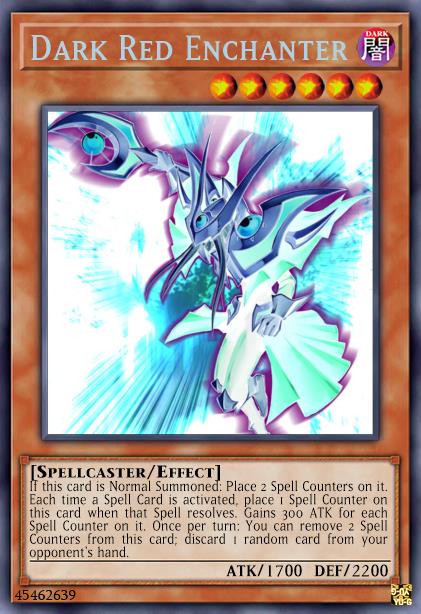 Dark Red Enchanter
DARK
闇
[Spellcaster/Effect]
If this card is Normal Summoned: Place 2 Spell Counters on it.
Each time a Spell Card is activated, place 1 Spell Counter on
this card when that Spell resolves. Gains 300 ATK for each
Spell Counter on it. Once per turn: You can remove 2 Spell
Counters from this card; discard 1 random card from your
opponent's hand.
ATK/1700 DEF/2200
45462639